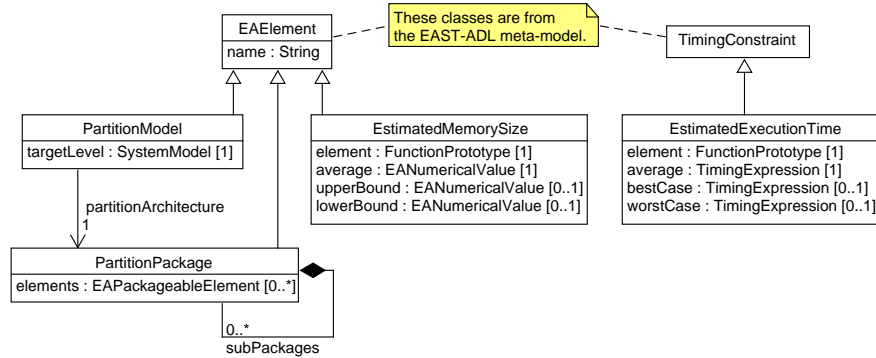 EAElement
name : String
These classes are from
the EAST-ADL meta-model.
TimingConstraint
PartitionModel
targetLevel : SystemModel [1]
EstimatedMemorySize
element : FunctionPrototype [1]
average : EANumericalValue [1]
upperBound : EANumericalValue [0..1]
lowerBound : EANumericalValue [0..1]
EstimatedExecutionTime
element : FunctionPrototype [1]
average : TimingExpression [1]
bestCase : TimingExpression [0..1]
worstCase : TimingExpression [0..1]
partitionArchitecture
1
PartitionPackage
elements : EAPackageableElement [0..*]
0..*
subPackages